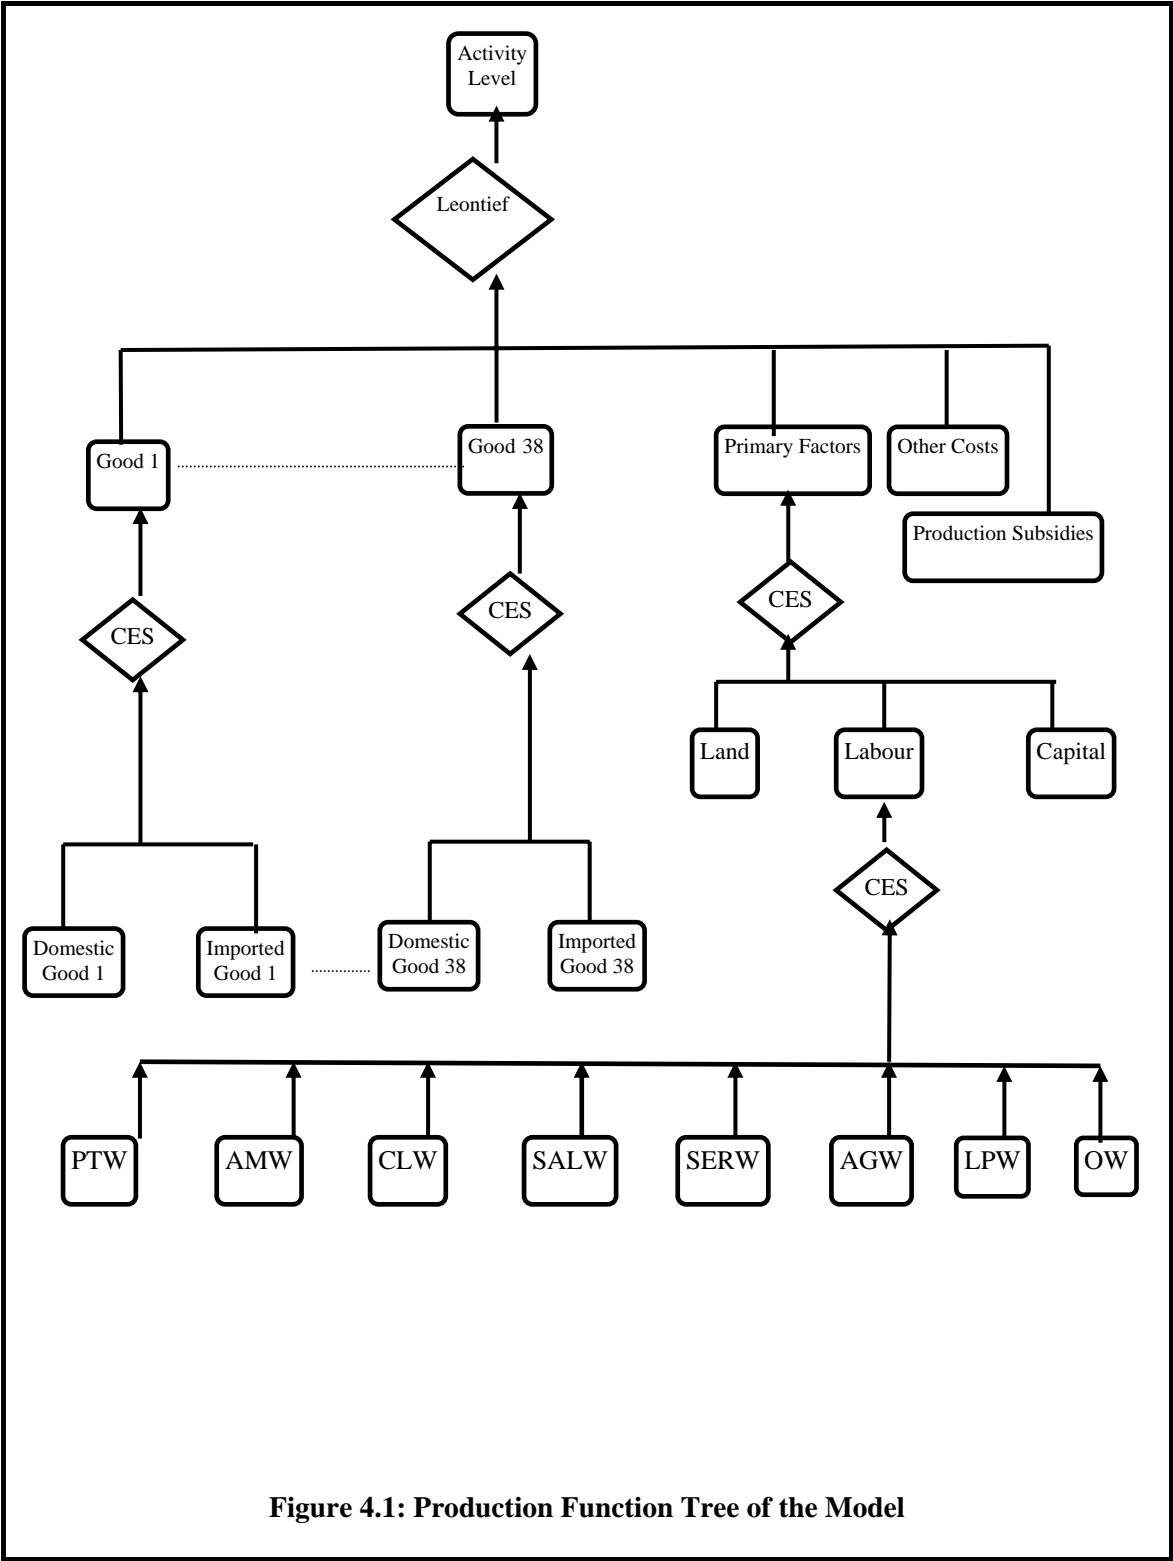 Activity
Level
Leontief
Good 1
Good 38
Primary Factors
Other Costs
Production Subsidies
CES
CES
CES
Land
Labour
Capital
CES
Domestic
Good 1
Imported
Good 1
Domestic
Good 38
Imported
Good 38
PTW
AMW
CLW
SALW
SERW
AGW
LPW
OW
Figure 4.1: Production Function Tree of the Model